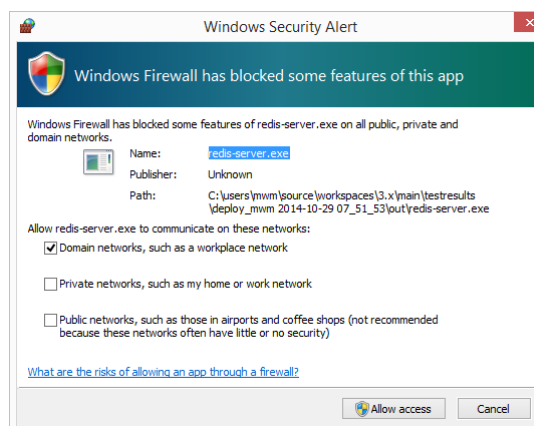 Windows Security Alert
Windows Firewall has blocked some features of this app
Windows Firewall has blocked some features of redis-server.exe on all public, private and
domain networks.
Name: redis-server.exe
Publisher: Unknown
Path: C:\users\mwm\source\workspaces\3.x\main\testresults
\deploy_mwm 2014-10-29 07_51_53\out\redis-server.exe
Allow redis-server.exe to communicate on these networks:
Domain networks, such as a workplace network
Private networks, such as my home or work network
Public networks, such as those in airports and coffee shops (not recommended
because these networks often have little or no security)
What are the risks of allowing an app through a firewall?
Allow access Cancel